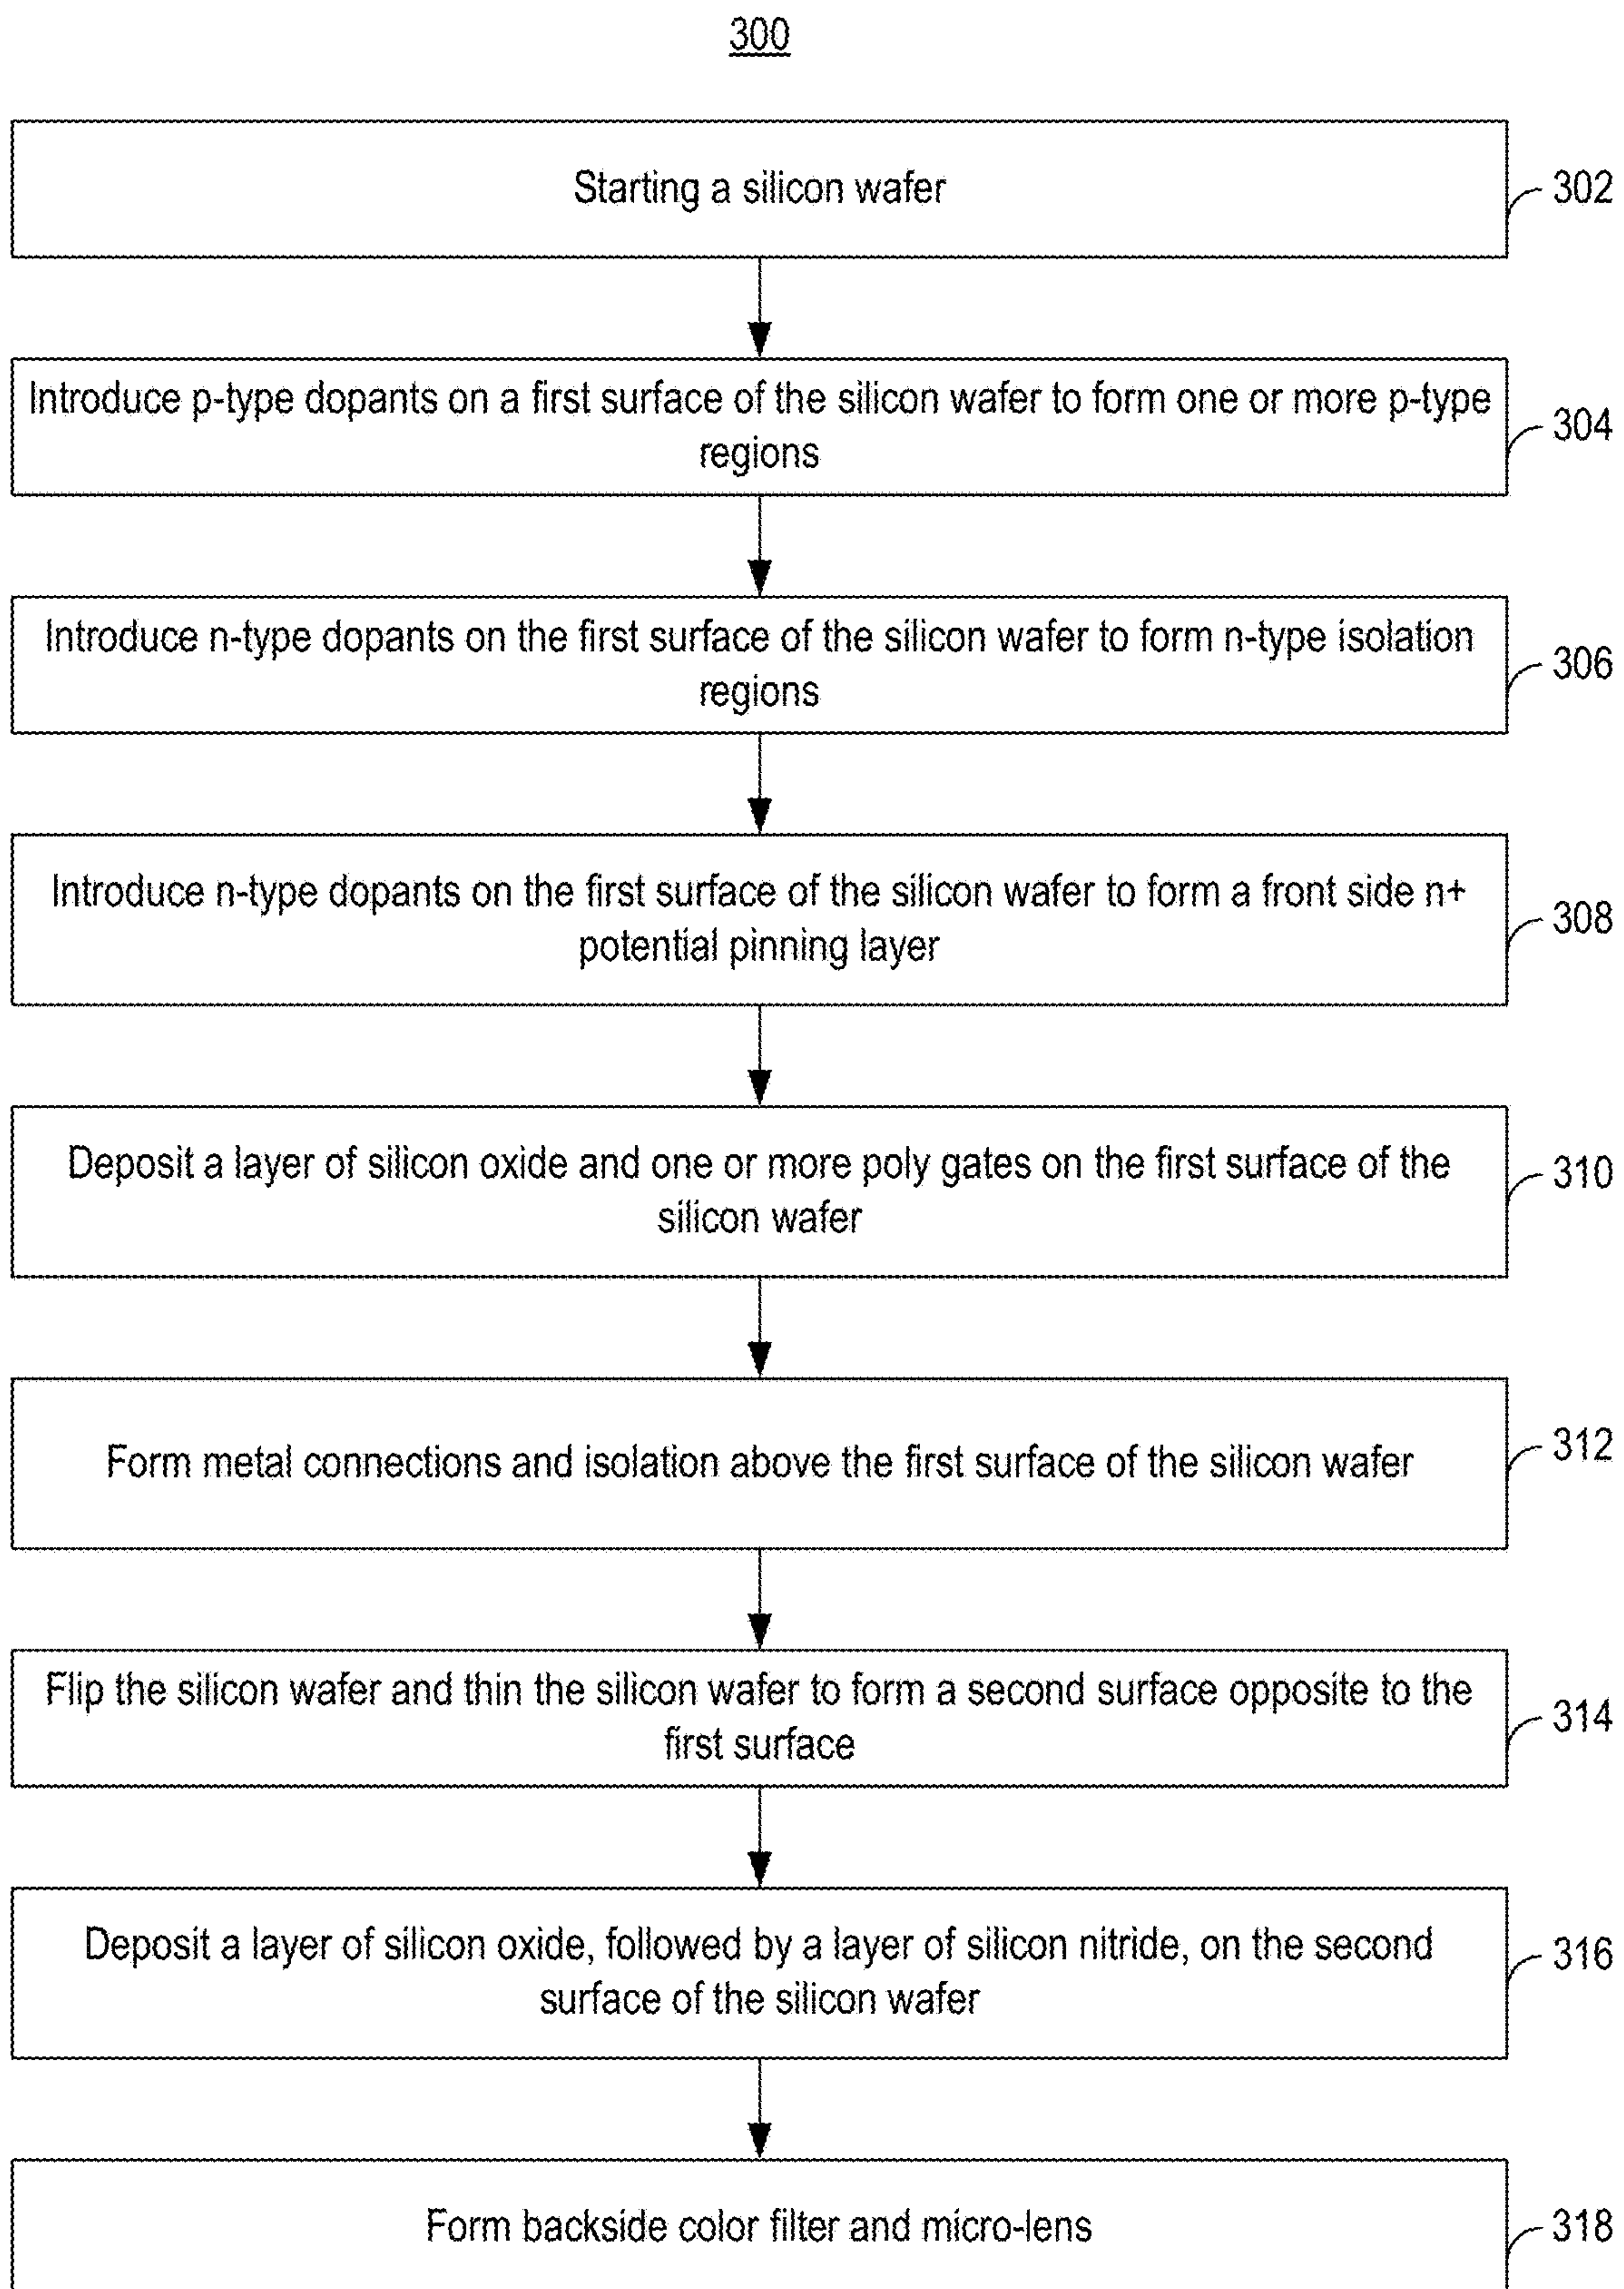 300
Starting a silicon wafer
302
Introduce p-type dopants on a first surface of the silicon wafer to form one or more p-type
regions
304
Introduce n-type dopants on the first surface of the silicon wafer to form n-type isolation
regions
306
Introduce n-type dopants on the first surface of the silicon wafer to form a front side n+
potential pinning layer
308
Deposit a layer of silicon oxide and one or more poly gates on the first surface of the
silicon wafer
310
Form metal connections and isolation above the first surface of the silicon wafer
312
Flip the silicon wafer and thin the silicon wafer to form a second surface opposite to the
first surface
314
Deposit a layer of silicon oxide, followed by a layer of silicon nitride, on the second
surface of the silicon wafer
316
Form backside color filter and micro-lens
318